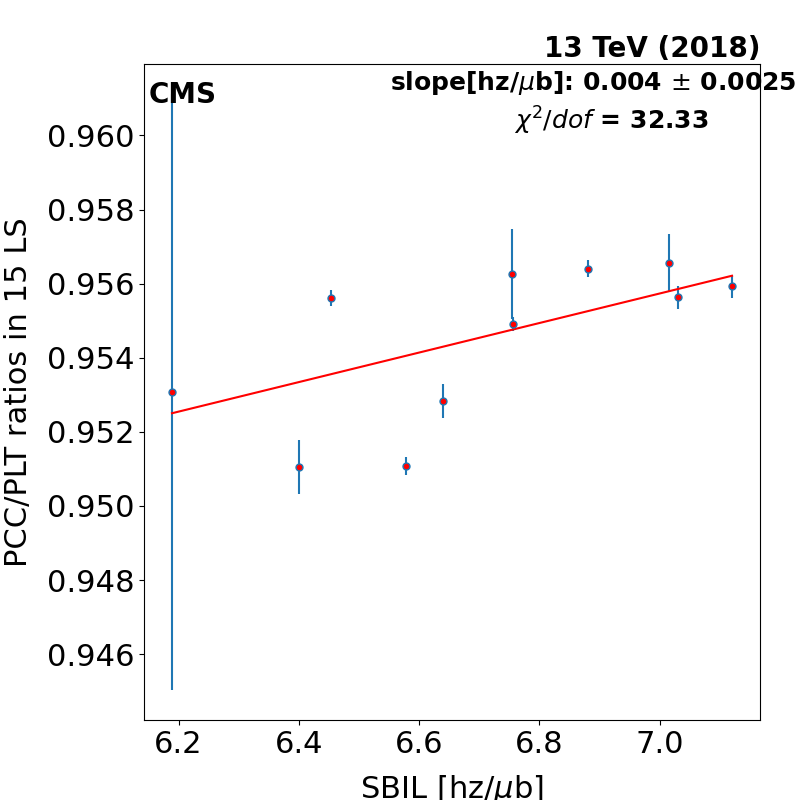 13 TeV (2018)
CMS
slope[hz/μb]: 0.004 ± 0.0025
χ²/dof = 32.33
PCC/PLT ratios in 15 LS
0.960
0.958
0.956
0.954
0.952
0.950
0.948
0.946
6.2 6.4 6.6 6.8 7.0
SBIL [hz/μb]